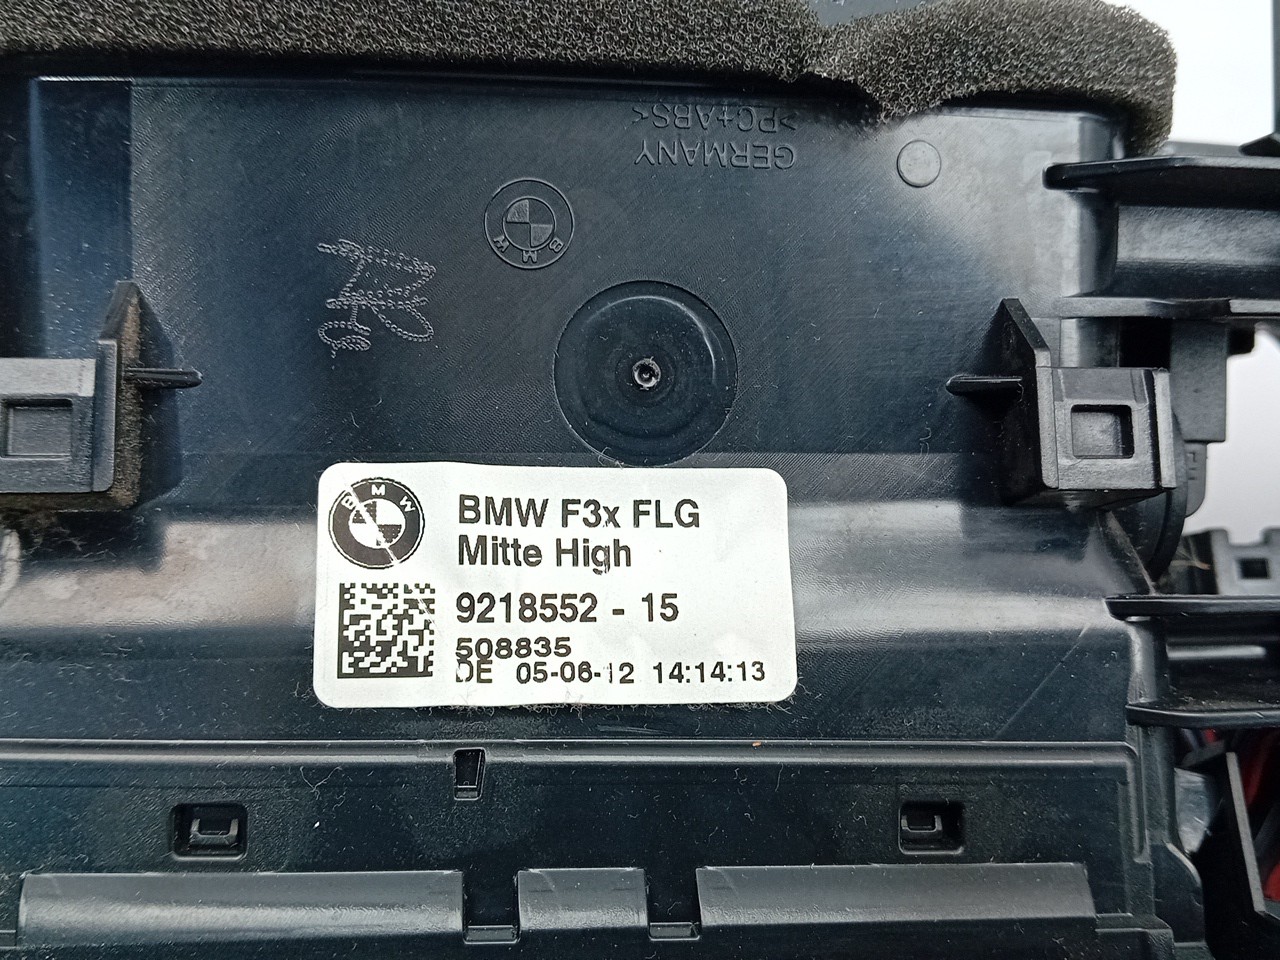 >PC+ABS<
GERMANY
BMW
BMW
BMW F3x FLG
Mitte High
9218552 - 15
508835
DE 05-06-12 14:14:13